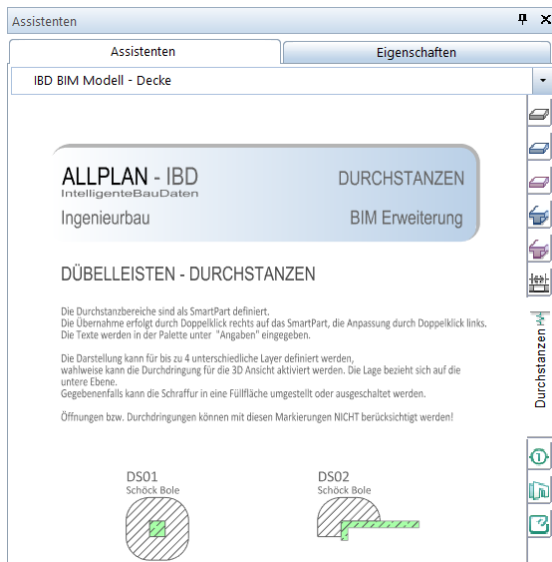 Assistenten
Assistenten
Eigenschaften
IBD BIM Modell - Decke
ALLPLAN - IBD
IntelligenteBauDaten
DURCHSTANZEN
Ingenieurbau
BIM Erweiterung
DÜBELLEISTEN - DURCHSTANZEN
Die Durchstanzbereiche sind als SmartPart definiert.
Die Übernahme erfolgt durch Doppelklick rechts auf das SmartPart, die Anpassung durch Doppelklick links.
Die Texte werden in der Palette unter "Angaben" eingegeben.
Die Darstellung kann für bis zu 4 unterschiedliche Layer definiert werden,
wahlweise kann die Durchdringung für die 3D Ansicht aktiviert werden. Die Lage bezieht sich auf die
untere Ebene.
Gegebenenfalls kann die Schraffur in eine Füllfläche umgestellt oder ausgeschaltet werden.
Öffnungen bzw. Durchdringungen können mit diesen Markierungen NICHT berücksichtigt werden!
DS01
Schöck Bole
DS02
Schöck Bole
Durchstanzen